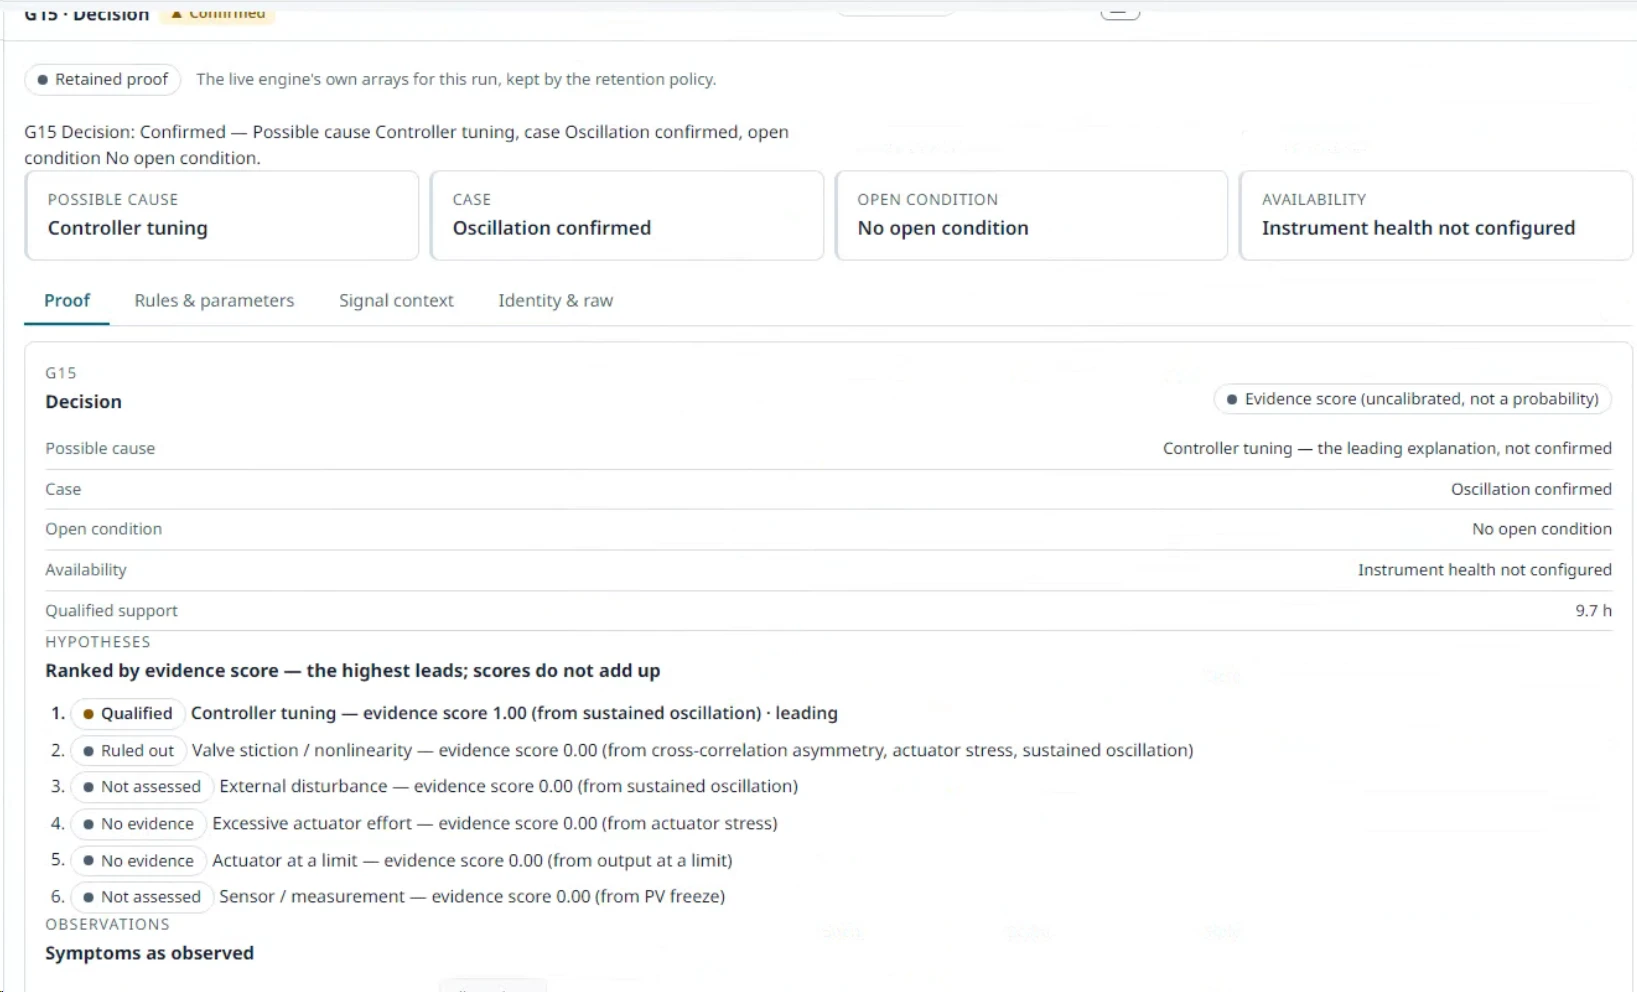 G15 · Decision ▲ Confirmed
Retained proof The live engine's own arrays for this run, kept by the retention policy.
G15 Decision: Confirmed — Possible cause Controller tuning, case Oscillation confirmed, open
condition No open condition.
POSSIBLE CAUSE
Controller tuning
CASE
Oscillation confirmed
OPEN CONDITION
No open condition
AVAILABILITY
Instrument health not configured
Proof Rules & parameters Signal context Identity & raw
G15
Decision
Evidence score (uncalibrated, not a probability)
Possible cause Controller tuning — the leading explanation, not confirmed
Case Oscillation confirmed
Open condition No open condition
Availability Instrument health not configured
Qualified support 9.7 h
HYPOTHESES
Ranked by evidence score — the highest leads; scores do not add up
1. Qualified Controller tuning — evidence score 1.00 (from sustained oscillation) · leading
2. Ruled out Valve stiction / nonlinearity — evidence score 0.00 (from cross-correlation asymmetry, actuator stress, sustained oscillation)
3. Not assessed External disturbance — evidence score 0.00 (from sustained oscillation)
4. No evidence Excessive actuator effort — evidence score 0.00 (from actuator stress)
5. No evidence Actuator at a limit — evidence score 0.00 (from output at a limit)
6. Not assessed Sensor / measurement — evidence score 0.00 (from PV freeze)
OBSERVATIONS
Symptoms as observed